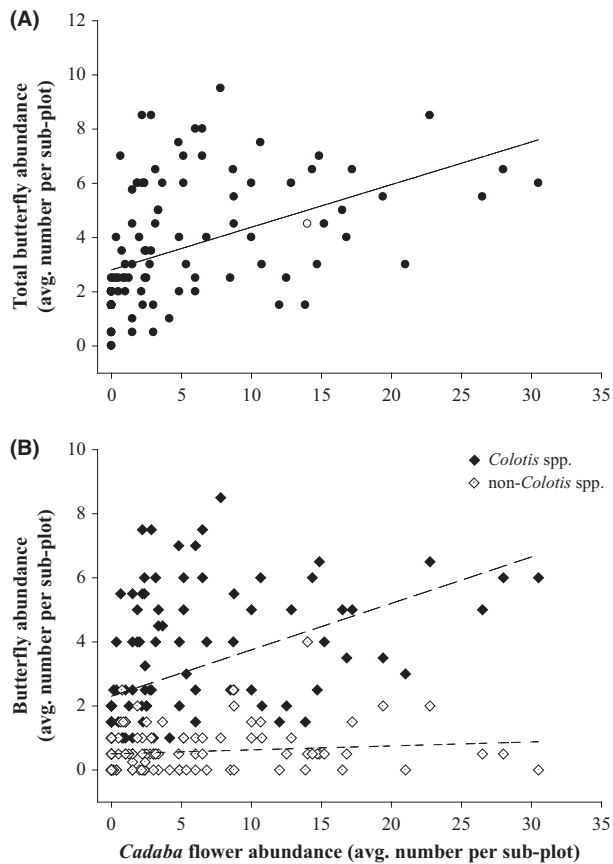 (A)
Total butterfly abundance
(avg. number per sub-plot)
12
10
8
6
4
2
0
0 5 10 15 20 25 30 35
(B)
Butterfly abundance
(avg. number per sub-plot)
10
8
6
4
2
0
Colotis spp.
non-Colotis spp.
0 5 10 15 20 25 30 35
Cadaba flower abundance (avg. number per sub-plot)